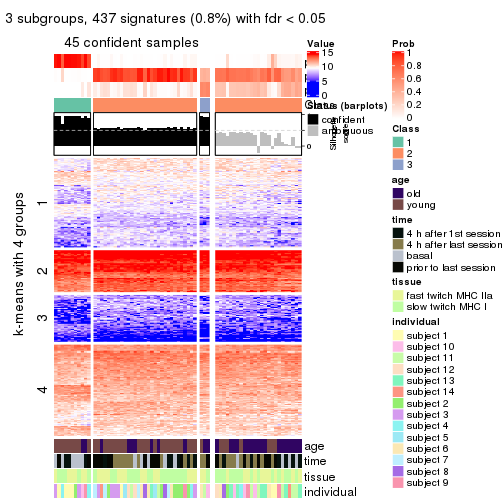 3 subgroups, 437 signatures (0.8%) with fdr < 0.05
45 confident samples
k-means with 4 groups
1
2
3
4
age
time
tissue
individual
Value
15
10
5
0
Status (barplots)
confident
ambiguous
Silhouette
score
0
Prob
0.8
0.6
0.4
0.2
0
Class
1
2
3
age
old
young
time
4 h after 1st session
4 h after last session
basal
prior to last session
tissue
fast twitch MHC IIa
slow twitch MHC I
individual
subject 1
subject 10
subject 11
subject 12
subject 13
subject 14
subject 2
subject 3
subject 4
subject 5
subject 6
subject 7
subject 8
subject 9